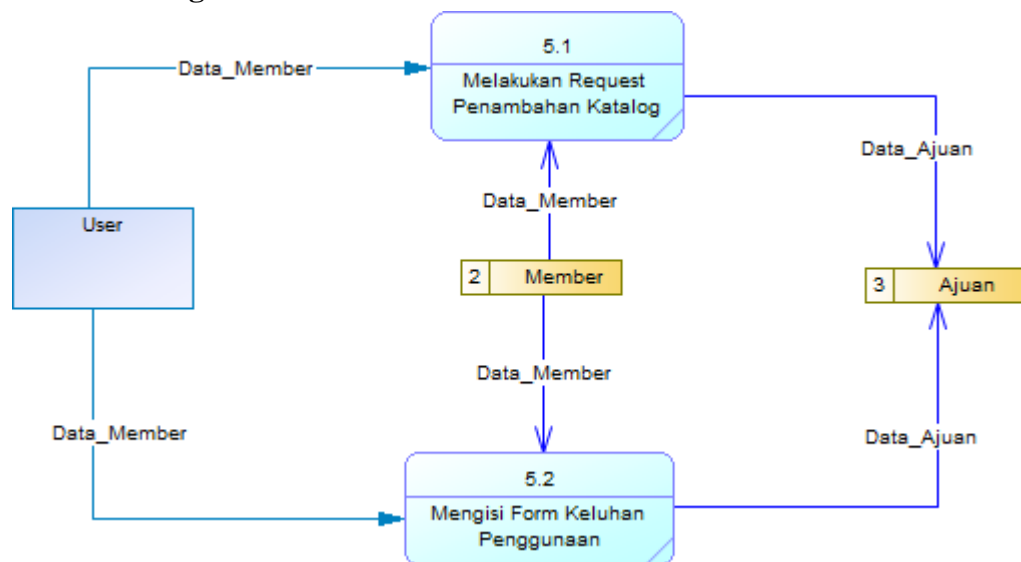 5.1
Data_Member
Melakukan Request
Penambahan Katalog
Data_Ajuan
Data_Member
User
2 Member
3 Ajuan
Data_Member
Data_Member
Data_Ajuan
5.2
Mengisi Form Keluhan
Penggunaan